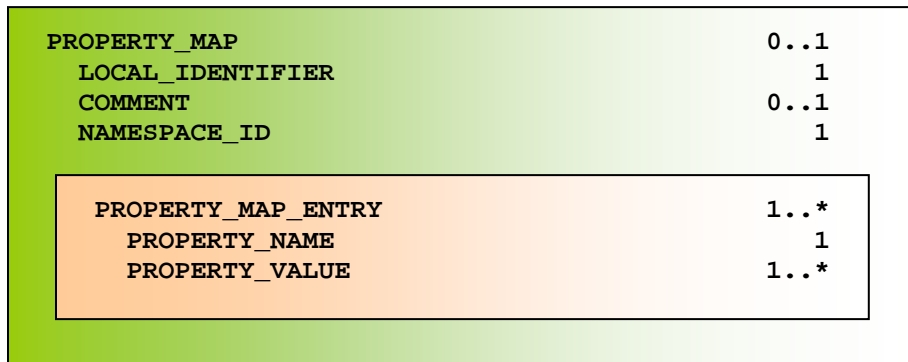 PROPERTY_MAP 0..1
LOCAL_IDENTIFIER 1
COMMENT 0..1
NAMESPACE_ID 1
PROPERTY_MAP_ENTRY 1..*
PROPERTY_NAME 1
PROPERTY_VALUE 1..*